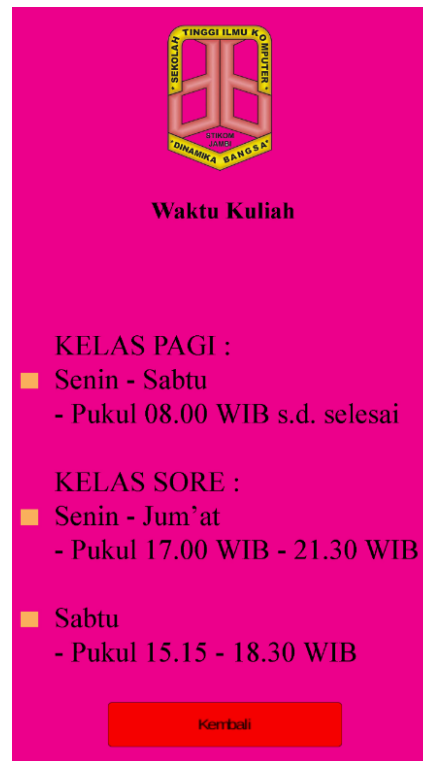 SEKOLAH TINGGI ILMU KOMPUTER
STIKOM
JAMBI
DINAMIKA BANGSA
Waktu Kuliah
KELAS PAGI :
Senin - Sabtu
- Pukul 08.00 WIB s.d. selesai
KELAS SORE :
Senin - Jum’at
- Pukul 17.00 WIB - 21.30 WIB
Sabtu
- Pukul 15.15 - 18.30 WIB
Kembali